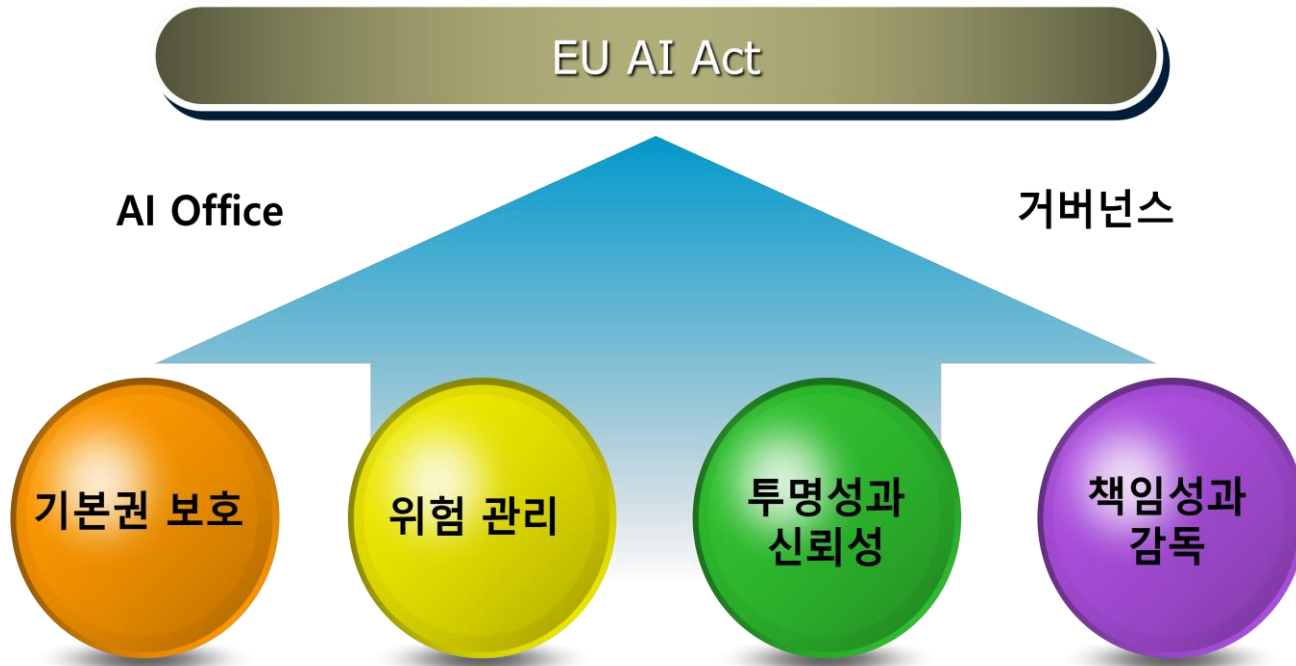 EU AI Act
AI Office
거버넌스
기본권 보호
위험 관리
투명성과
신뢰성
책임성과
감독